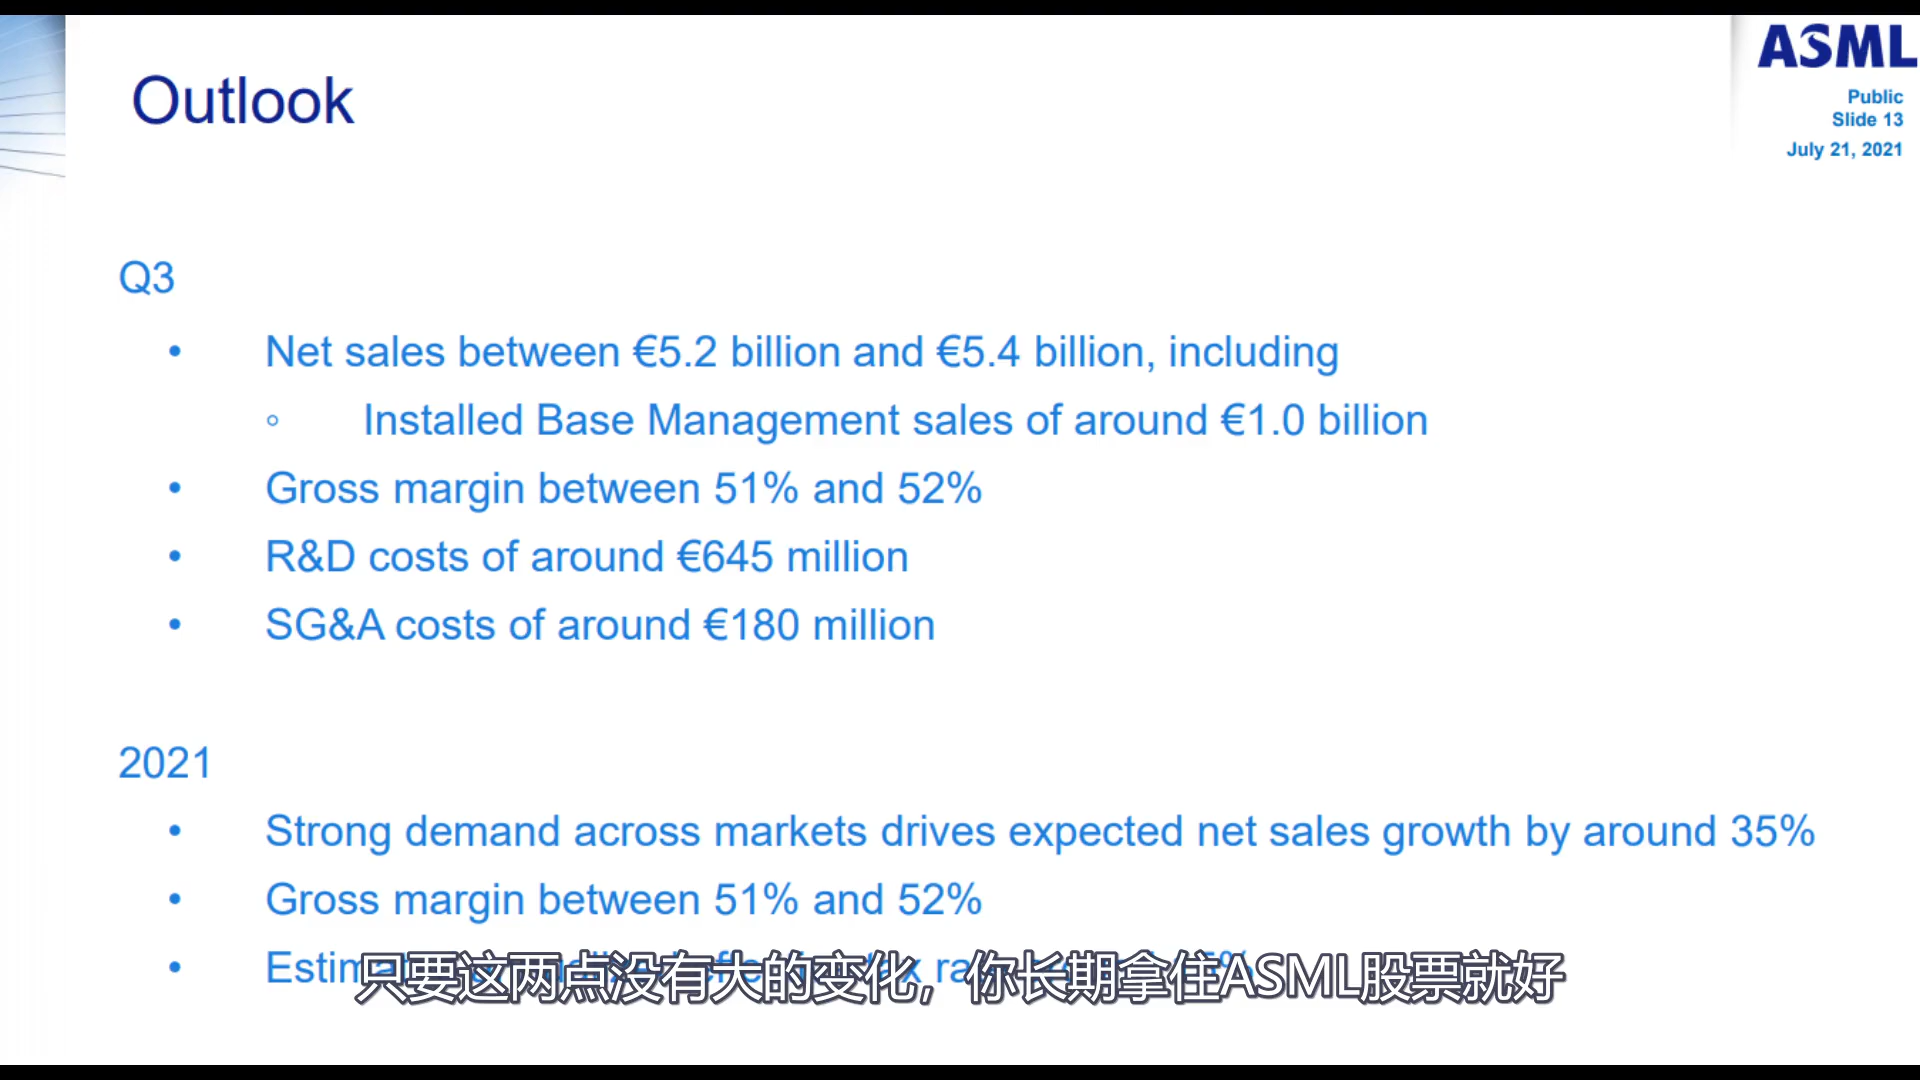 Outlook
ASML
Public
Slide 13
July 21, 2021
Q3
• Net sales between €5.2 billion and €5.4 billion, including
◦ Installed Base Management sales of around €1.0 billion
• Gross margin between 51% and 52%
• R&D costs of around €645 million
• SG&A costs of around €180 million
2021
• Strong demand across markets drives expected net sales growth by around 35%
• Gross margin between 51% and 52%
•
只要这两点没有大的变化，你长期拿住ASML股票就好